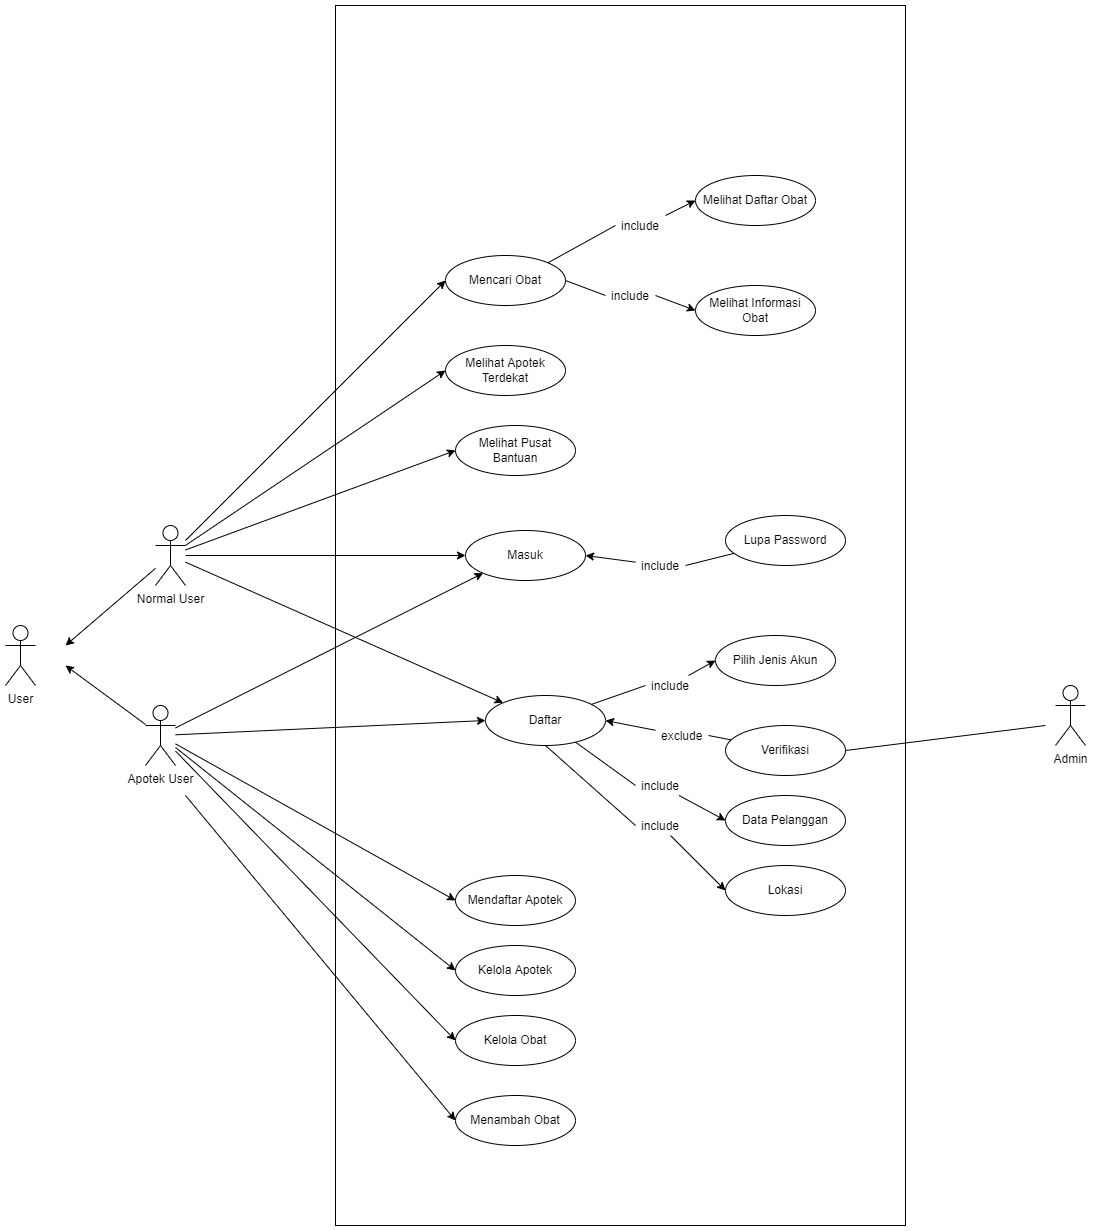 Melihat Daftar Obat
include
Mencari Obat
include
Melihat Informasi
Obat
Melihat Apotek
Terdekat
Melihat Pusat
Bantuan
Lupa Password
Masuk
include
Normal User
User
Pilih Jenis Akun
include
Daftar
exclude
Verifikasi
Admin
Apotek User
include
Data Pelanggan
include
Lokasi
Mendaftar Apotek
Kelola Apotek
Kelola Obat
Menambah Obat